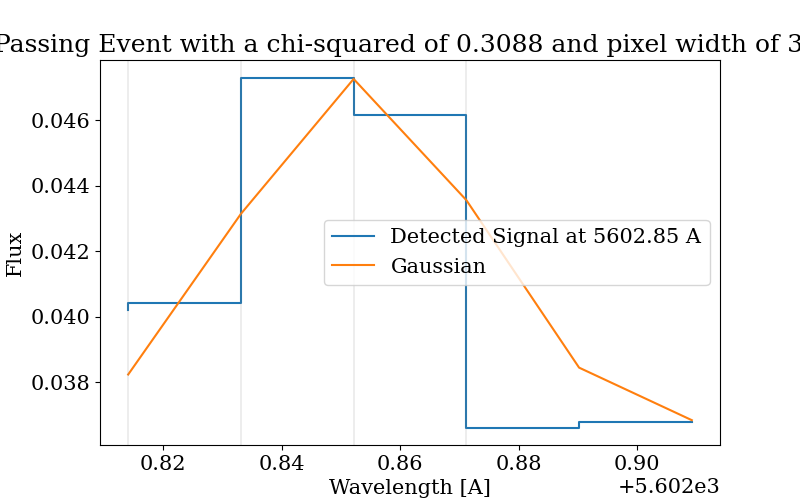 Passing Event with a chi-squared of 0.3088 and pixel width of 3
0.046
0.044
0.042
0.040
0.038
Flux
Detected Signal at 5602.85 A
Gaussian
0.82 0.84 0.86 0.88 0.90
Wavelength [A]
+5.602e3